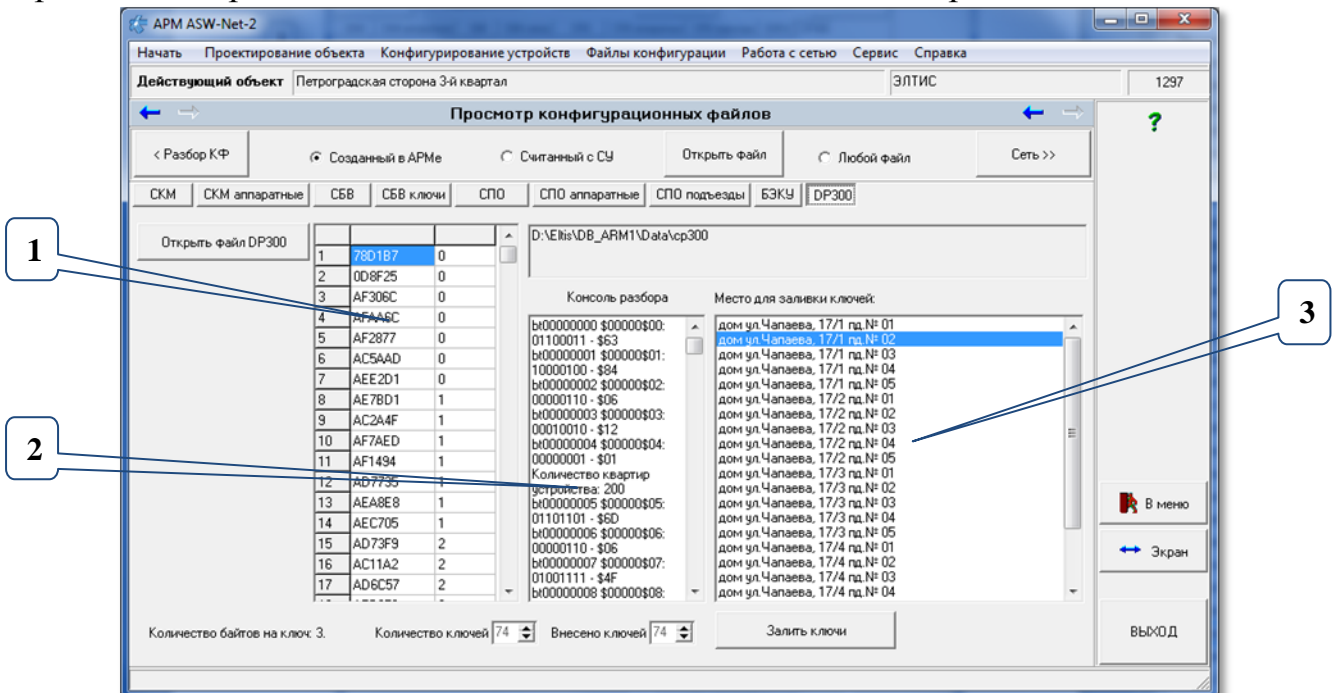 APM ASW-Net-2
Начать Проектирование объекта Конфигурирование устройств Файлы конфигурации Работа с сетью Сервис Справка
Действующий объект Петроградская сторона 3-й квартал ЭЛТИС 1297
Просмотр конфигурационных файлов ?
< Разбор КФ Созданный в АРМе Считанный с СУ Открыть файл Любой файл Сеть >>
СКМ СКМ аппаратные СБВ СБВ ключи СПО СПО аппаратные СПО подъезды БЭКУ DP300
Открыть файл DP300
D:\Eltis\DB_ARM1\Data\cp300
1
2
3
1 78D1B7 0
2 0D8F25 0
3 AF306C 0
4 AFAA6C 0
5 AF2877 0
6 AC5AAD 0
7 AEE2D1 0
8 AE7BD1 1
9 AC2A4F 1
10 AF7AED 1
11 AF1494 1
12 AD7735 1
13 AEA8E8 1
14 AEC705 1
15 AD73F9 2
16 AC11A2 2
17 AD6C57 2
Консоль разбора
bt00000000 $00000$00:
01100011 - $63
bt00000001 $00000$01:
10000100 - $84
bt00000002 $00000$02:
00000110 - $06
bt00000003 $00000$03:
00010010 - $12
bt00000004 $00000$04:
00000001 - $01
Количество квартир
устройства: 200
bt00000005 $00000$05:
01101101 - $6D
bt00000006 $00000$06:
00000110 - $06
bt00000007 $00000$07:
01001111 - $4F
bt00000008 $00000$08:
Место для заливки ключей:
дом ул.Чапаева, 17/1 пд.№ 01
дом ул.Чапаева, 17/1 пд.№ 02
дом ул.Чапаева, 17/1 пд.№ 03
дом ул.Чапаева, 17/1 пд.№ 04
дом ул.Чапаева, 17/1 пд.№ 05
дом ул.Чапаева, 17/2 пд.№ 01
дом ул.Чапаева, 17/2 пд.№ 02
дом ул.Чапаева, 17/2 пд.№ 03
дом ул.Чапаева, 17/2 пд.№ 04
дом ул.Чапаева, 17/2 пд.№ 05
дом ул.Чапаева, 17/3 пд.№ 01
дом ул.Чапаева, 17/3 пд.№ 02
дом ул.Чапаева, 17/3 пд.№ 03
дом ул.Чапаева, 17/3 пд.№ 04
дом ул.Чапаева, 17/3 пд.№ 05
дом ул.Чапаева, 17/4 пд.№ 01
дом ул.Чапаева, 17/4 пд.№ 02
дом ул.Чапаева, 17/4 пд.№ 03
дом ул.Чапаева, 17/4 пд.№ 04
В меню
Экран
Количество байтов на ключ: 3. Количество ключей 74 Внесено ключей 74 Залить ключи ВЫХОД